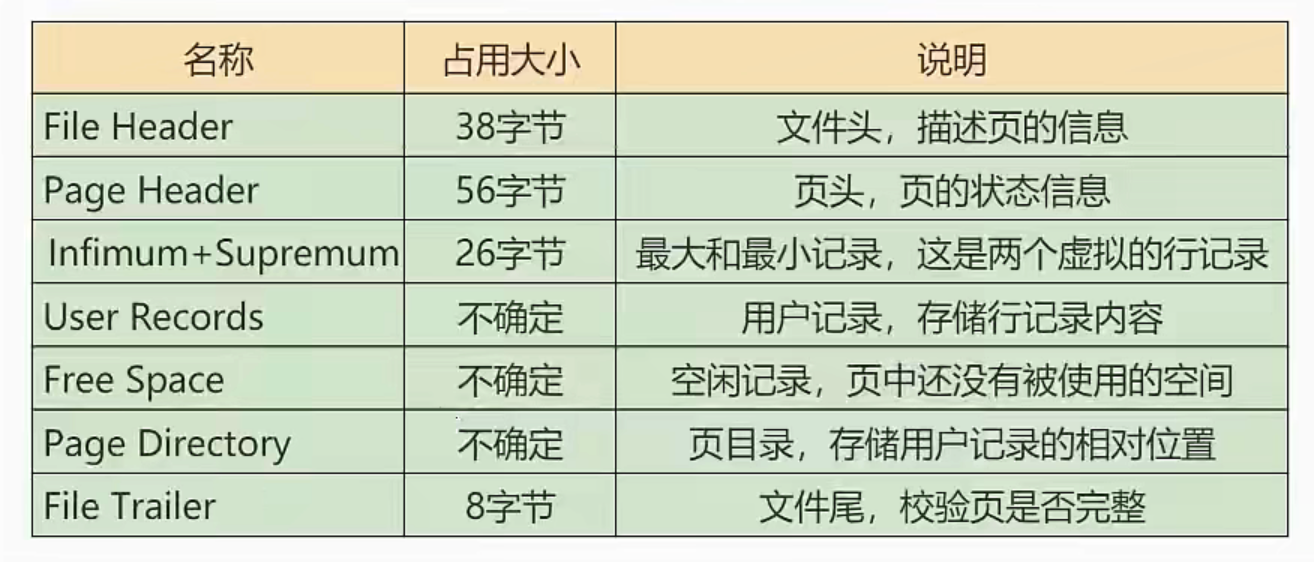 名称 占用大小 说明
File Header 38字节 文件头，描述页的信息
Page Header 56字节 页头，页的状态信息
Infimum+Supremum 26字节 最大和最小记录，这是两个虚拟的行记录
User Records 不确定 用户记录，存储行记录内容
Free Space 不确定 空闲记录，页中还没有被使用的空间
Page Directory 不确定 页目录，存储用户记录的相对位置
File Trailer 8字节 文件尾，校验页是否完整